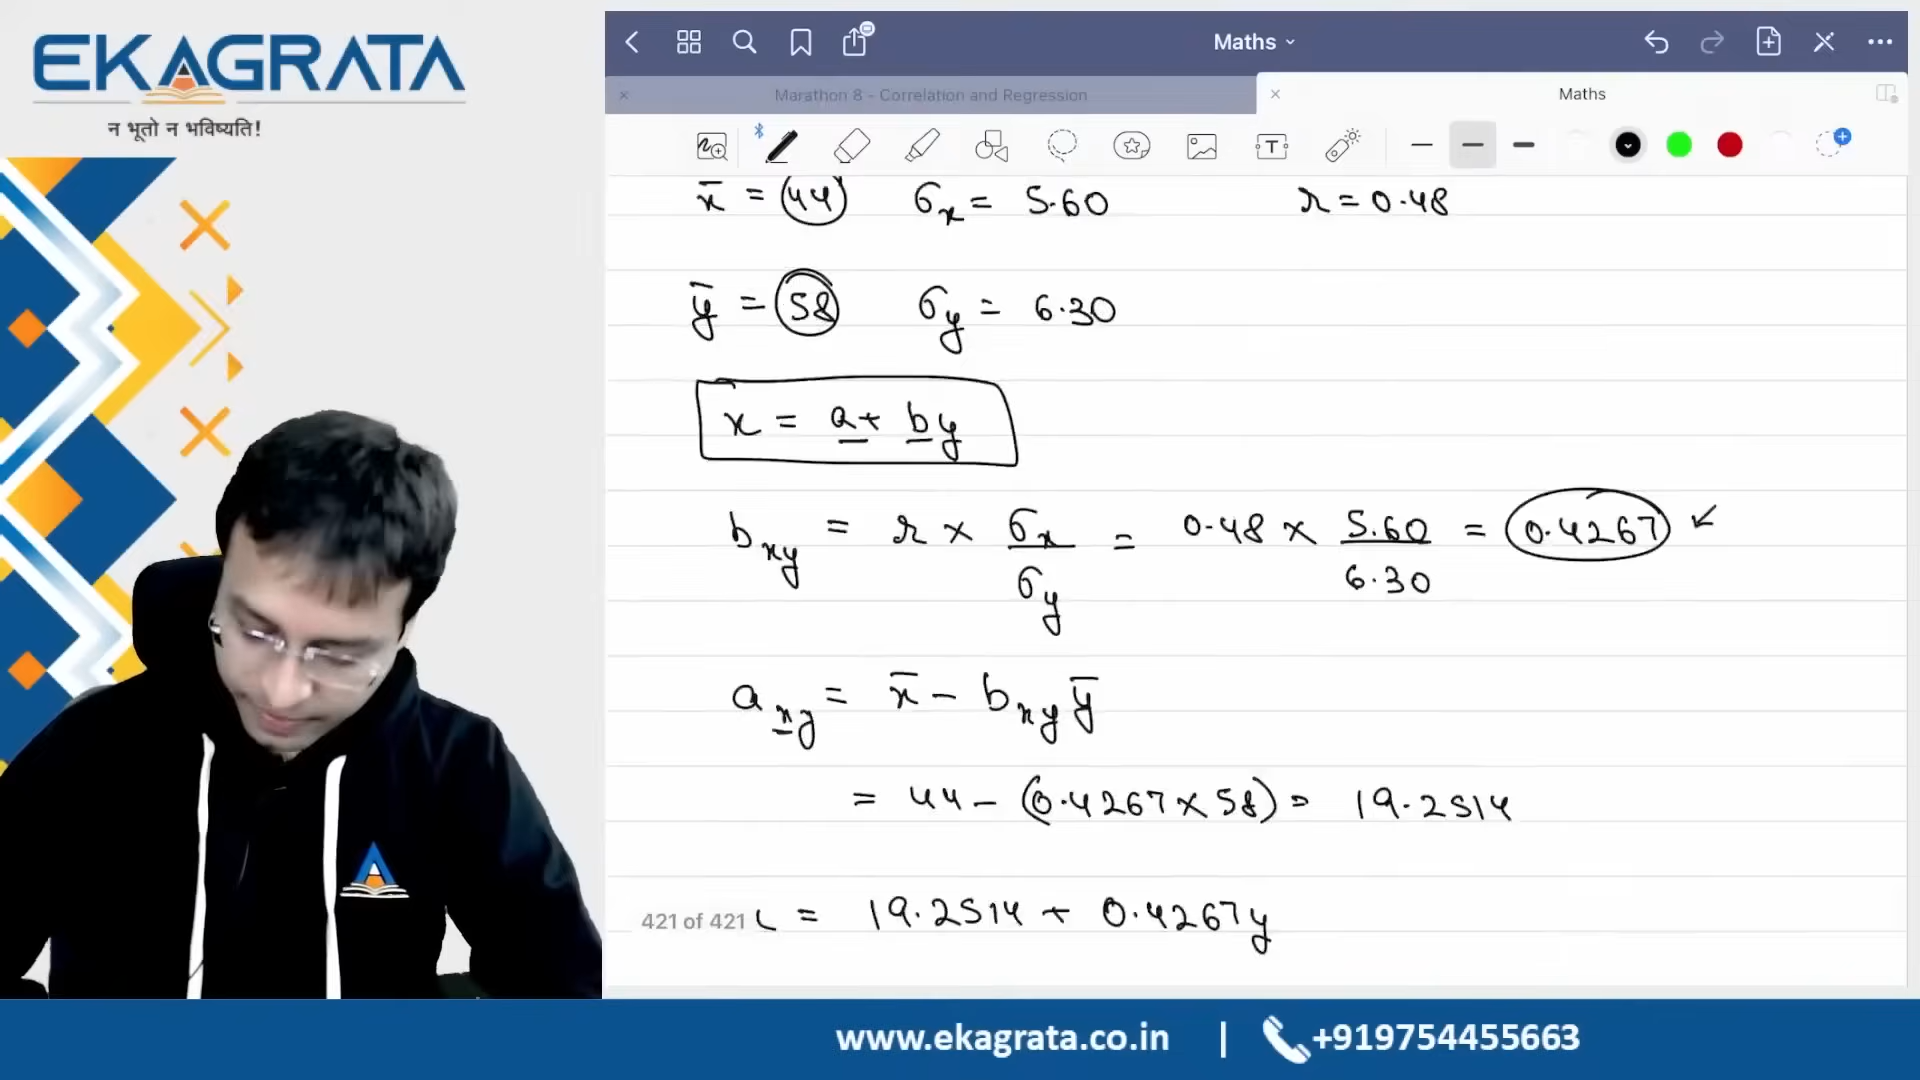 EKAGRATA
न भूतो न भविष्यति!
Maths
Marathon 8 - Correlation and Regression
Maths
T
x̄ = 44 σx = 5.60 r = 0.48
ȳ = 58 σy = 6.30
x = a + by
bxy = r × σx/σy = 0.48 × 5.60/6.30 = 0.4267
axy = x̄ - bxy ȳ
= 44 - (0.4267 × 58) = 19.2514
421 of 421
= 19.2514 + 0.4267y
www.ekagrata.co.in | +919754455663